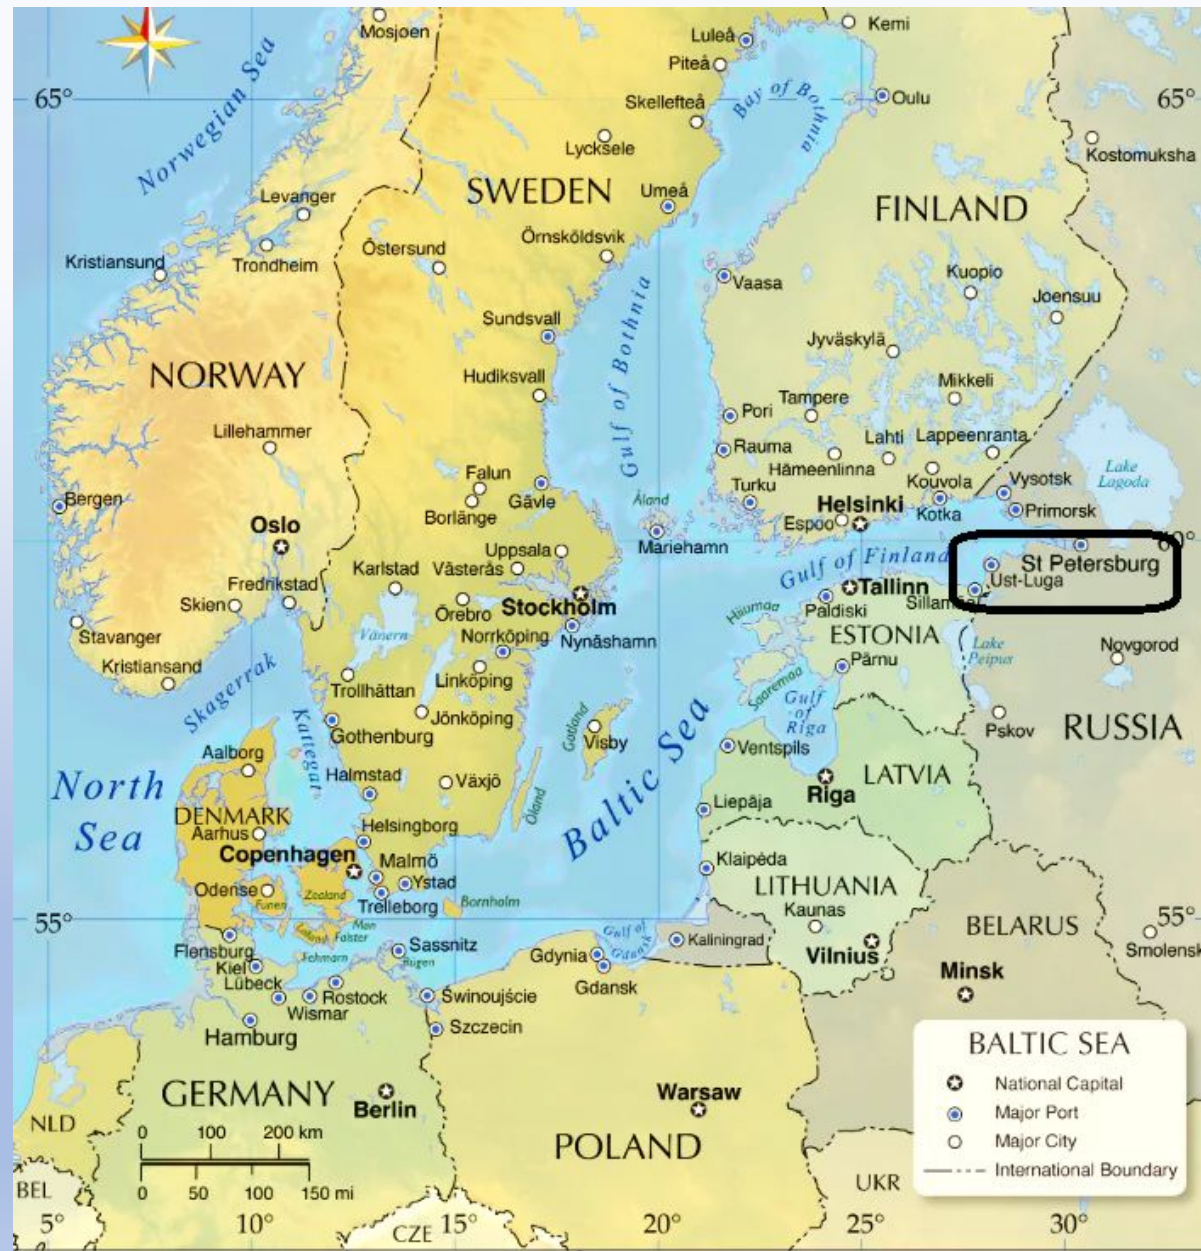 Mosjøen
Luleå
Kemi
Piteå
Norwegian Sea
65°
65°
Skellefteå
Bay of Bothnia
Oulu
Lycksele
Kostomuksha
SWEDEN
Levanger
Umeå
FINLAND
Trondheim
Östersund
Örnsköldsvik
Kristiansund
Vaasa
Kuopio
Joensuu
Gulf of Bothnia
Sundsvall
Jyväskylä
NORWAY
Hudiksvall
Mikkeli
Tampere
Pori
Lillehammer
Rauma
Lahti
Lappeenranta
Hämeenlinna
Falun
Lake
Lagoda
Bergen
Gävle
Turku
Kouvola
Vysotsk
Borlänge
Åland
Helsinki
Kotka
Primorsk
Oslo
Espoo
Mariehamn
60°
Uppsala
Gulf of Finland
St Petersburg
Karlstad
Västerås
Ust-Luga
Fredrikstad
Tallinn
Skien
Örebro
Stockholm
Hiiumaa
Paldiski
Norrköping
Nynäshamn
ESTONIA
Stavanger
Vänern
Lake
Peipus
Novgorod
Kristiansand
Linköping
Pärnu
Trollhättan
Saaremaa
Skagerrak
Jönköping
Gulf
of
Riga
Kattegat
Gothenburg
Gotland
Visby
Pskov
RUSSIA
Aalborg
Ventspils
North
Sea
Halmstad
Växjö
Baltic Sea
LATVIA
Öland
Riga
DENMARK
Liepāja
Aarhus
Helsingborg
Copenhagen
Malmö
Klaipėda
Odense
Ystad
LITHUANIA
Funen
Zealand
Trelleborg
Bornholm
Kaunas
55°
55°
Møn
Falster
BELARUS
Flensburg
Sassnitz
Gulf of
Gdansk
Kaliningrad
Smolensk
Fehmarn
Rugen
Gdynia
Vilnius
Kiel
Lübeck
Gdansk
Minsk
Rostock
Świnoujście
Wismar
Hamburg
Szczecin
BALTIC SEA
National Capital
Major Port
Major City
International Boundary
GERMANY
Berlin
Warsaw
NLD
POLAND
0 100 200 km
0 50 100 150 mi
BEL
UKR
CZE
5° 10° 15° 20° 25° 30°